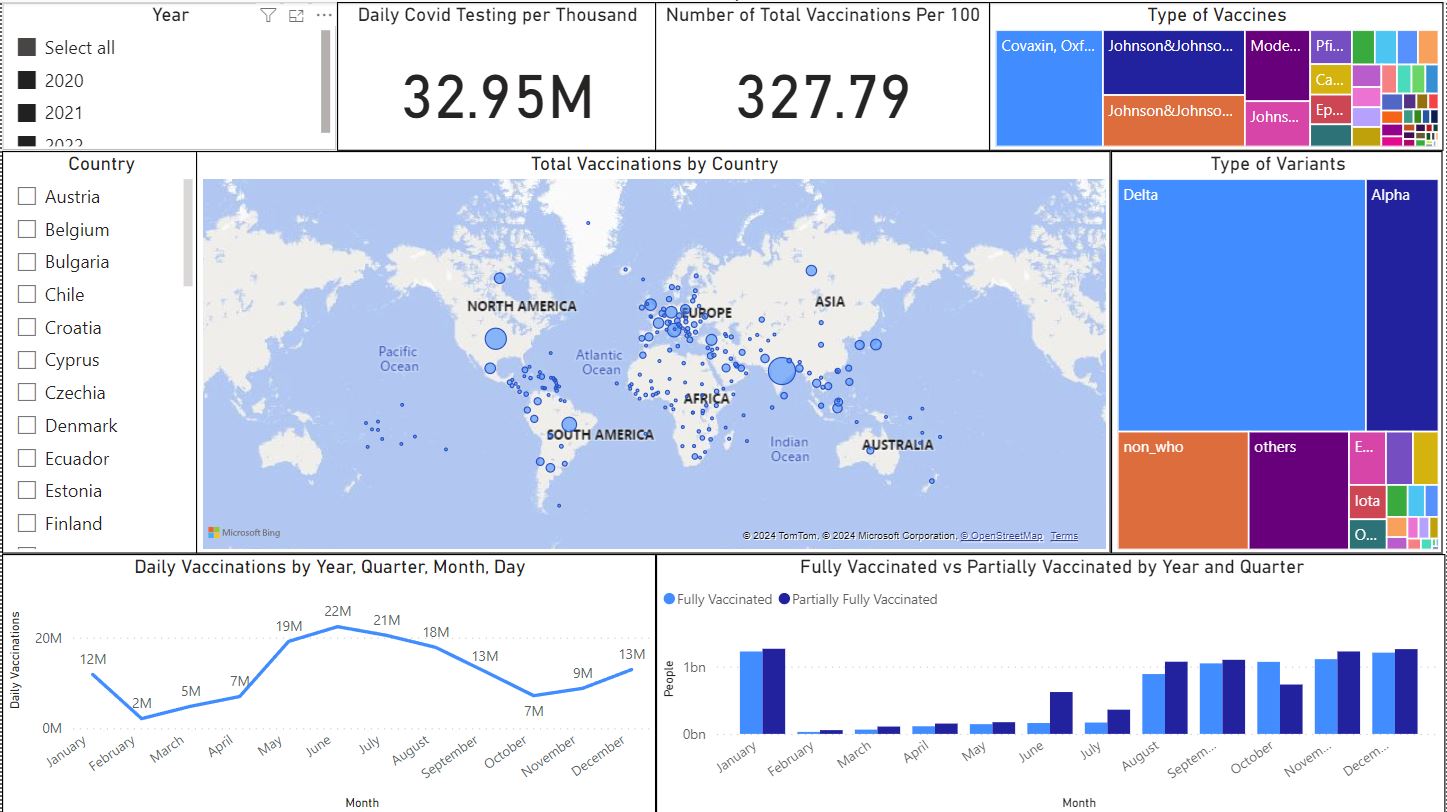 Year
Select all
2020
2021
2022
Daily Covid Testing per Thousand
32.95M
Number of Total Vaccinations Per 100
327.79
Type of Vaccines
Covaxin, Oxf...
Johnson&Johnso...
Johnson&Johnso...
Mode...
Johns...
Pfi...
Ca...
Ep...
Country
Austria
Belgium
Bulgaria
Chile
Croatia
Cyprus
Czechia
Denmark
Ecuador
Estonia
Finland
Total Vaccinations by Country
NORTH AMERICA
EUROPE
ASIA
Pacific
Ocean
Atlantic
Ocean
AFRICA
SOUTH AMERICA
Indian
Ocean
AUSTRALIA
Microsoft Bing
© 2024 TomTom, © 2024 Microsoft Corporation, © OpenStreetMap Terms
Type of Variants
Delta
Alpha
non_who
others
E...
Iota
O...
Daily Vaccinations by Year, Quarter, Month, Day
Daily Vaccinations
20M
0M
12M
2M
5M
7M
19M
22M
21M
18M
13M
7M
9M
13M
January
February
March
April
May
June
July
August
September
October
November
December
Month
Fully Vaccinated vs Partially Vaccinated by Year and Quarter
Fully Vaccinated
Partially Fully Vaccinated
People
1bn
0bn
January
February
March
April
May
June
July
August
Septem...
October
Novem...
Decem...
Month